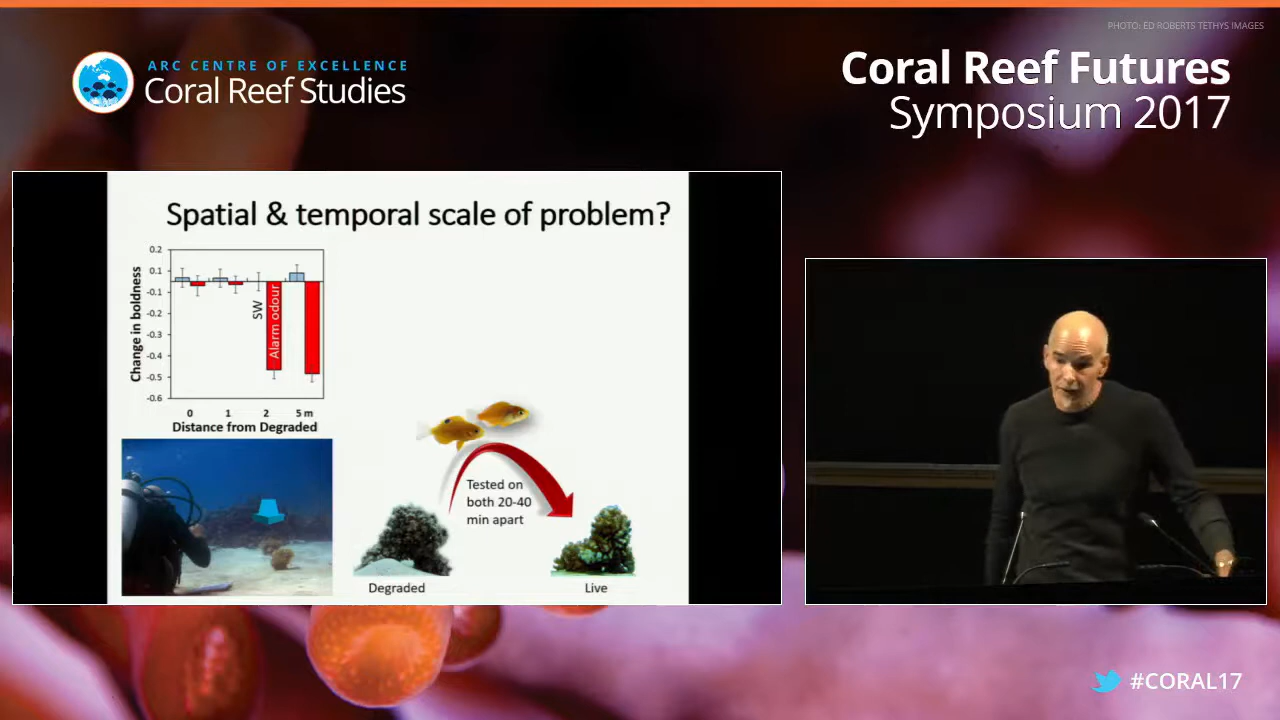 PHOTO: ED ROBERTS TETHYS IMAGES
ARC CENTRE OF EXCELLENCE
Coral Reef Studies
Coral Reef Futures
Symposium 2017
Spatial & temporal scale of problem?
0.2
0.1
-0.1
-0.2
-0.3
-0.4
-0.5
-0.6
Change in boldness
SW
Alarm odour
0 1 2 5 m
Distance from Degraded
Tested on
both 20-40
min apart
Degraded
Live
#CORAL17